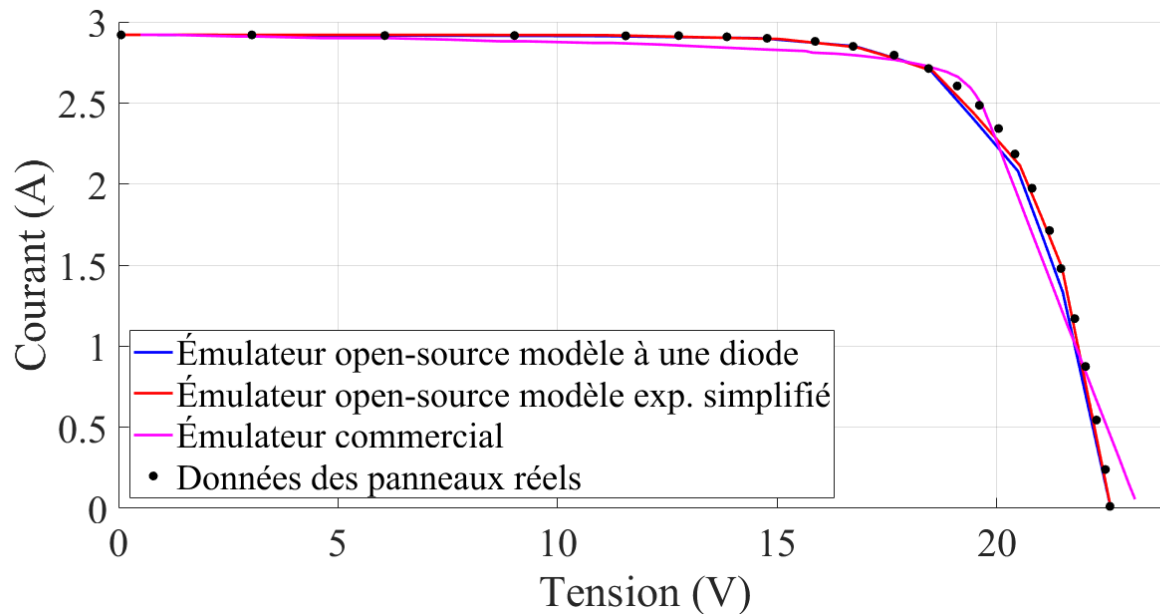 Courant (A)
3
2.5
2
1.5
1
0.5
0
Émulateur open-source modèle à une diode
Émulateur open-source modèle exp. simplifié
Émulateur commercial
Données des panneaux réels
0 5 10 15 20
Tension (V)